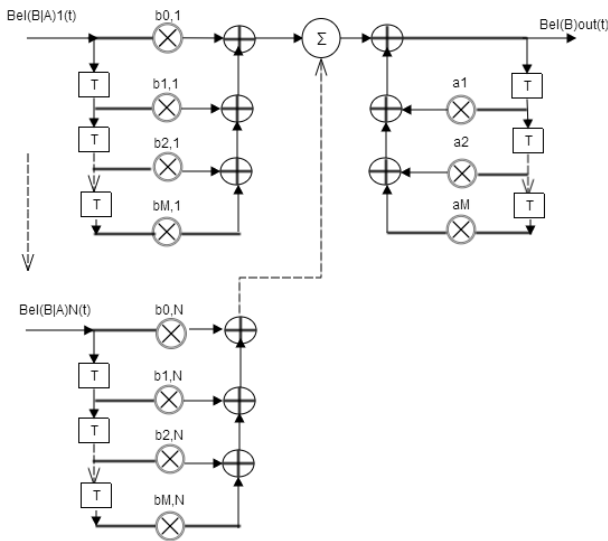 Bel(B|A)1(t)
b0,1
Σ
Bel(B)out(t)
T
b1,1
a1
T
T
b2,1
a2
T
T
bM,1
aM
T
Bel(B|A)N(t)
b0,N
T
b1,N
T
b2,N
T
bM,N